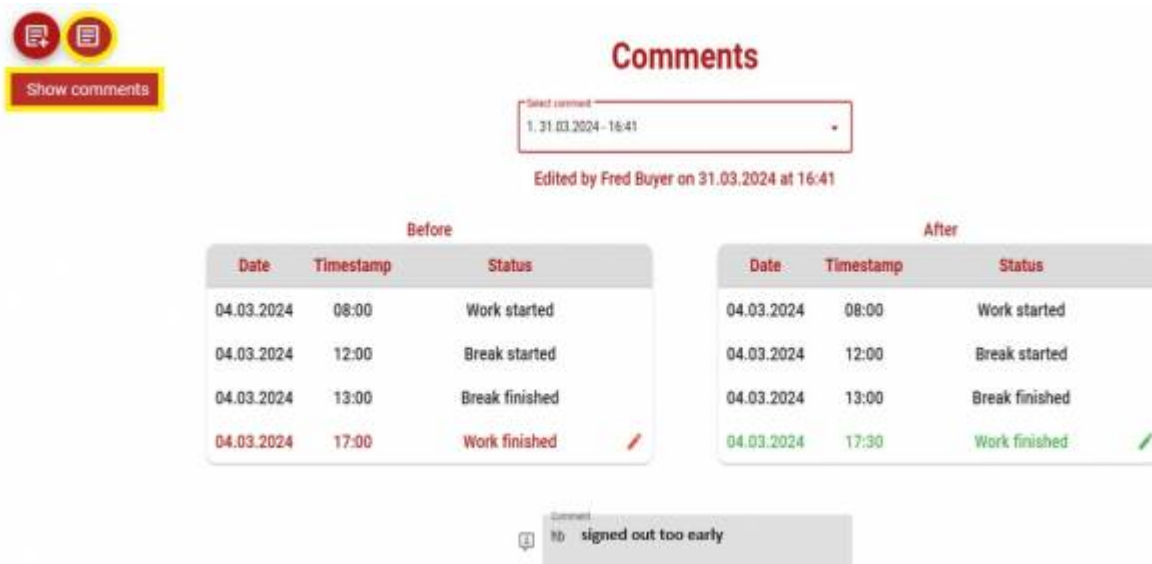 Show comments
Comments
Select comment
1. 31.03.2024 - 16:41
Edited by Fred Buyer on 31.03.2024 at 16:41
Before
Date Timestamp Status
04.03.2024 08:00 Work started
04.03.2024 12:00 Break started
04.03.2024 13:00 Break finished
04.03.2024 17:00 Work finished
After
Date Timestamp Status
04.03.2024 08:00 Work started
04.03.2024 12:00 Break started
04.03.2024 13:00 Break finished
04.03.2024 17:30 Work finished
Comment
signed out too early